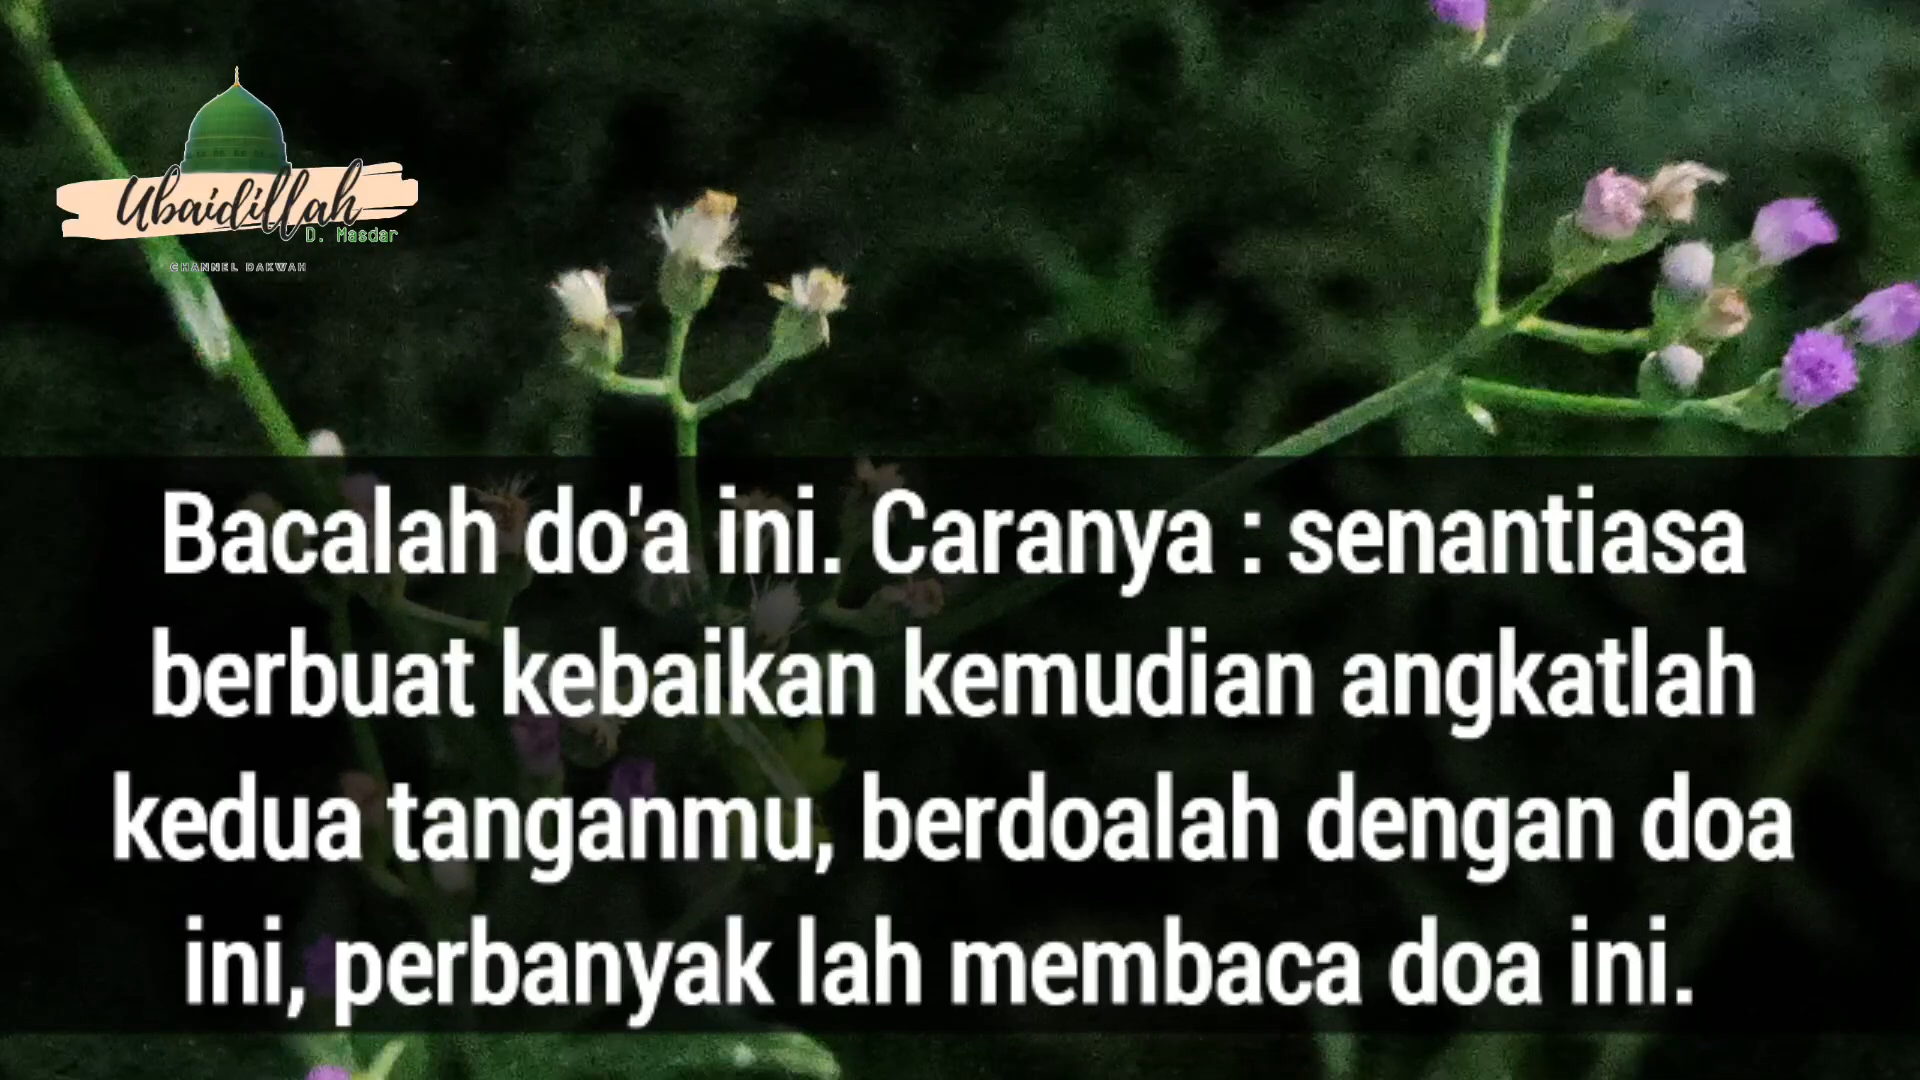 Ubaidillah
D. Masdar
CHANNEL DAKWAH
Bacalah do'a ini. Caranya : senantiasa
berbuat kebaikan kemudian angkatlah
kedua tanganmu, berdoalah dengan doa
ini, perbanyak lah membaca doa ini.